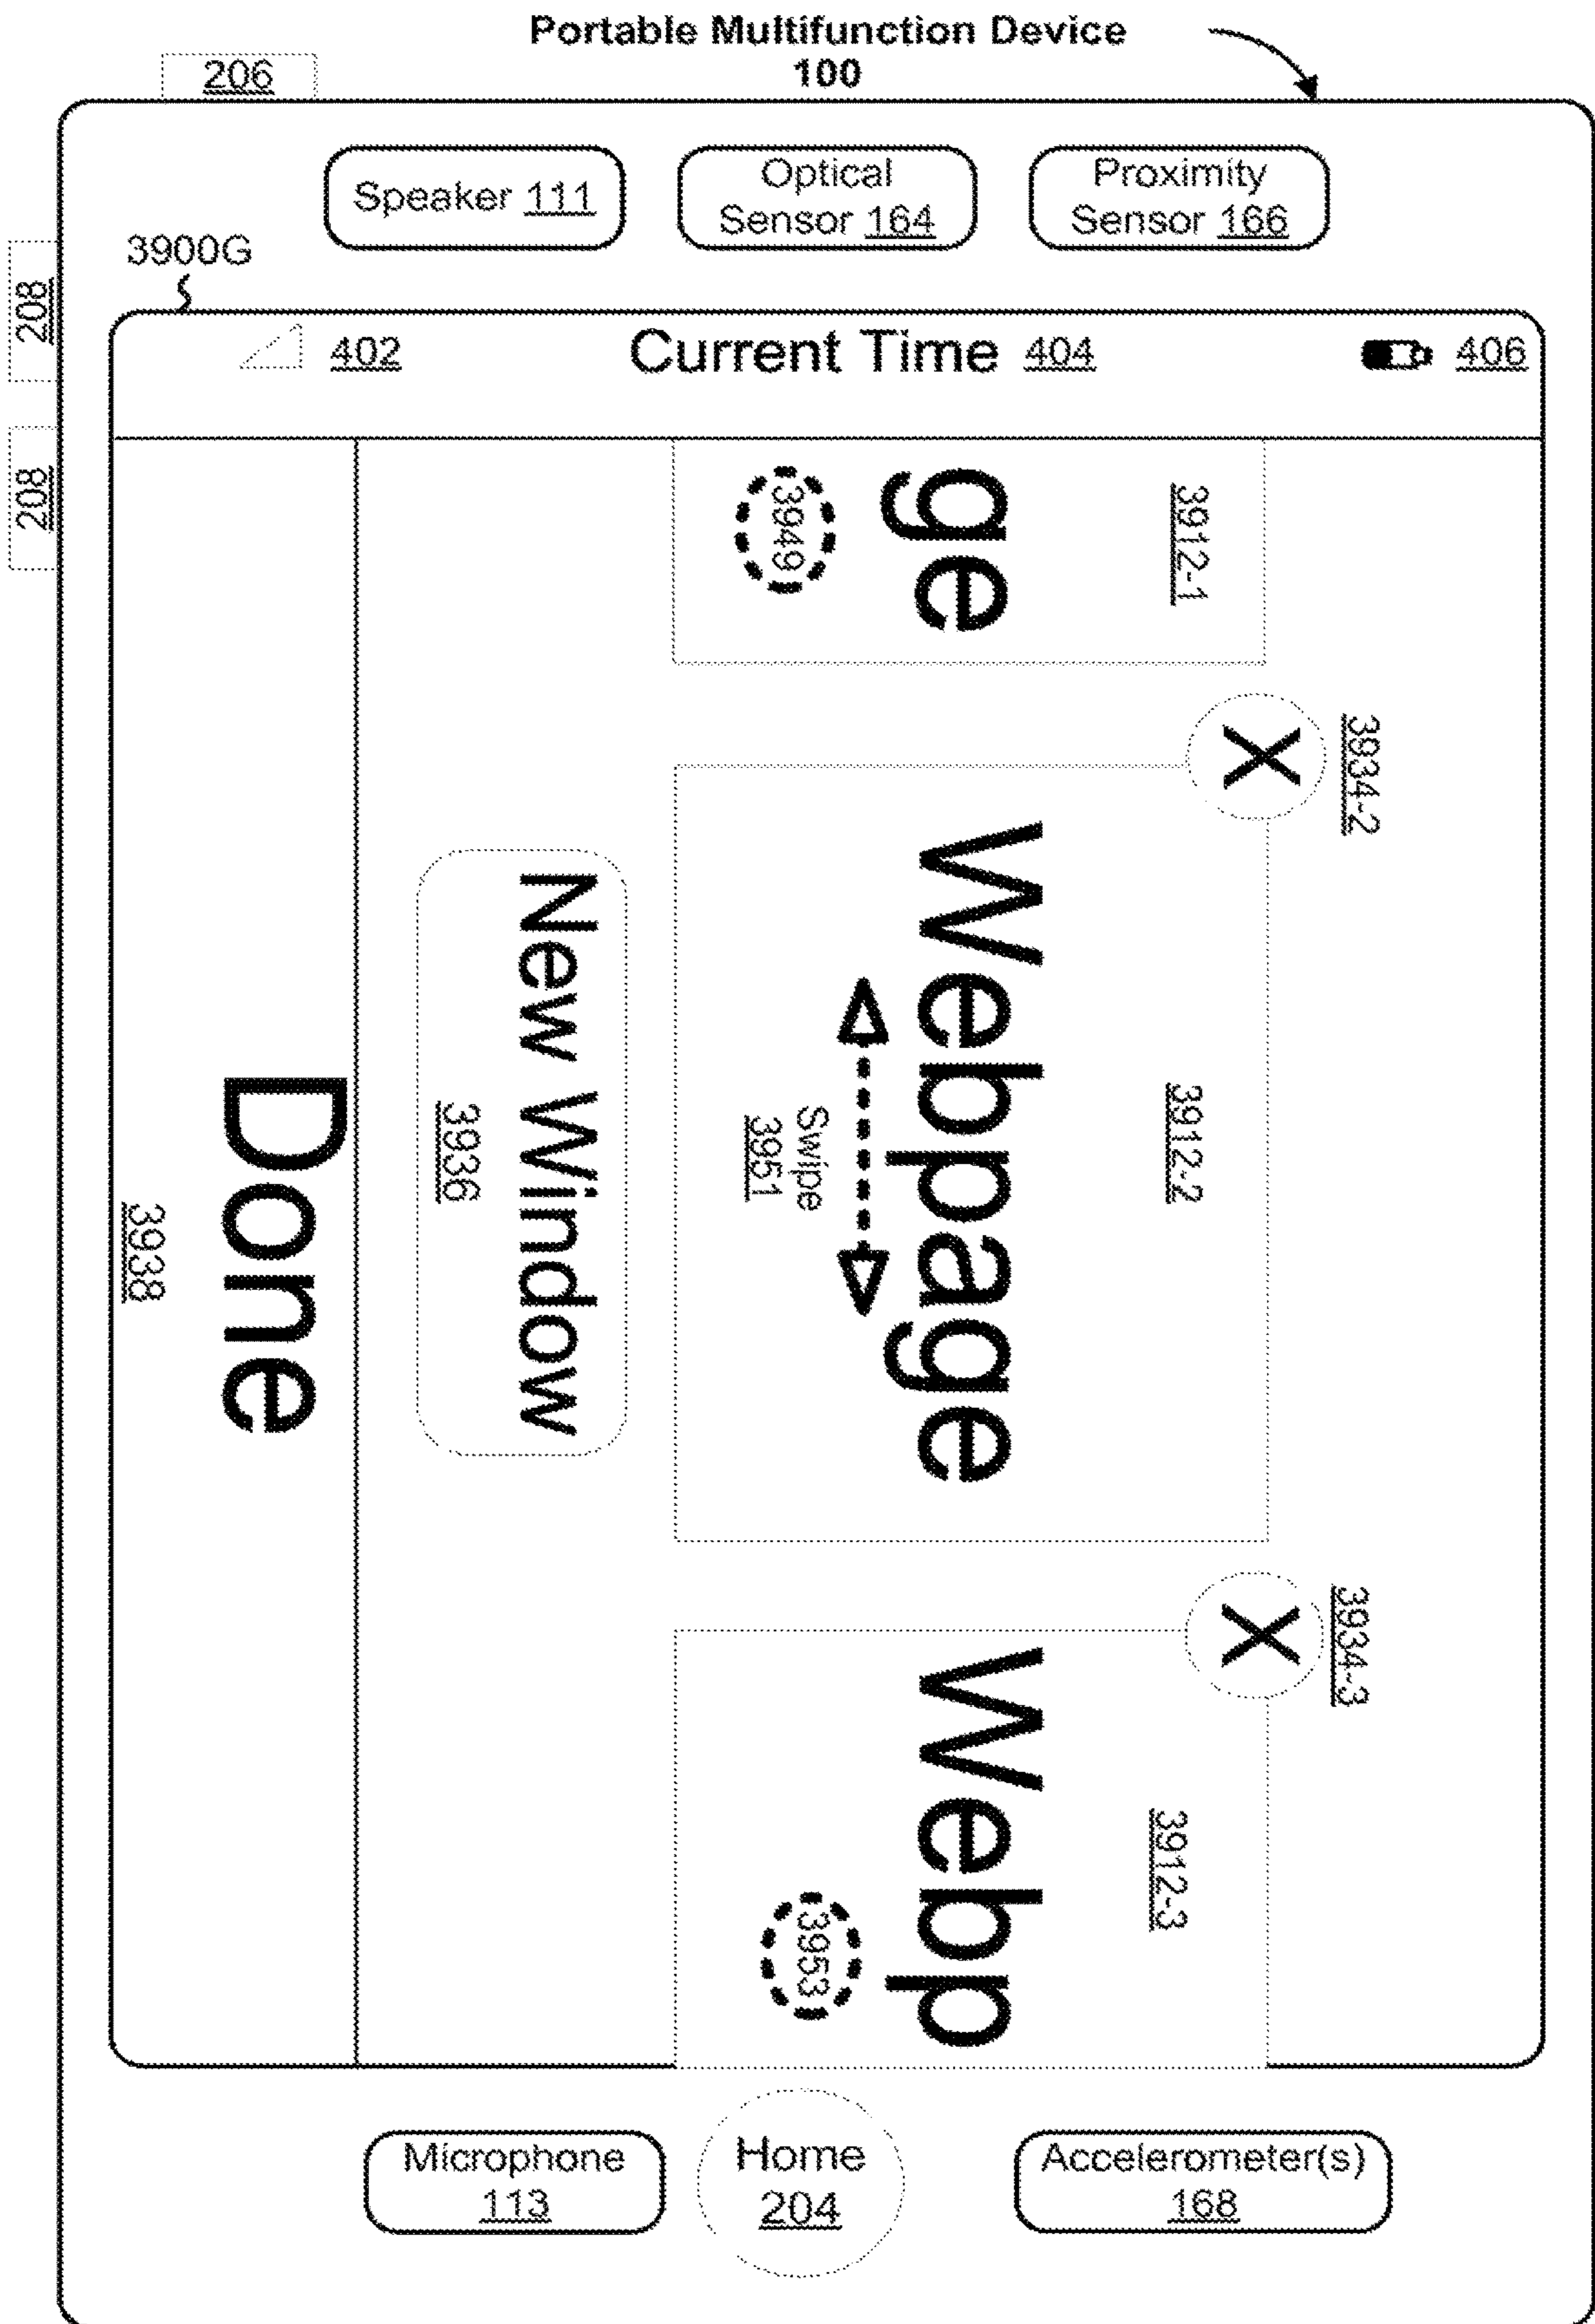 Portable Multifunction Device
100
206
Speaker 111
Optical
Sensor 164
Proximity
Sensor 166
3900G
208
208
402
Current Time 404
406
ge
3949
3912-1
X
3934-2
Webpage
3912-2
Swipe
3951
New Window
3936
Done
3938
X
3934-3
Webp
3912-3
3953
Microphone
113
Home
204
Accelerometer(s)
168